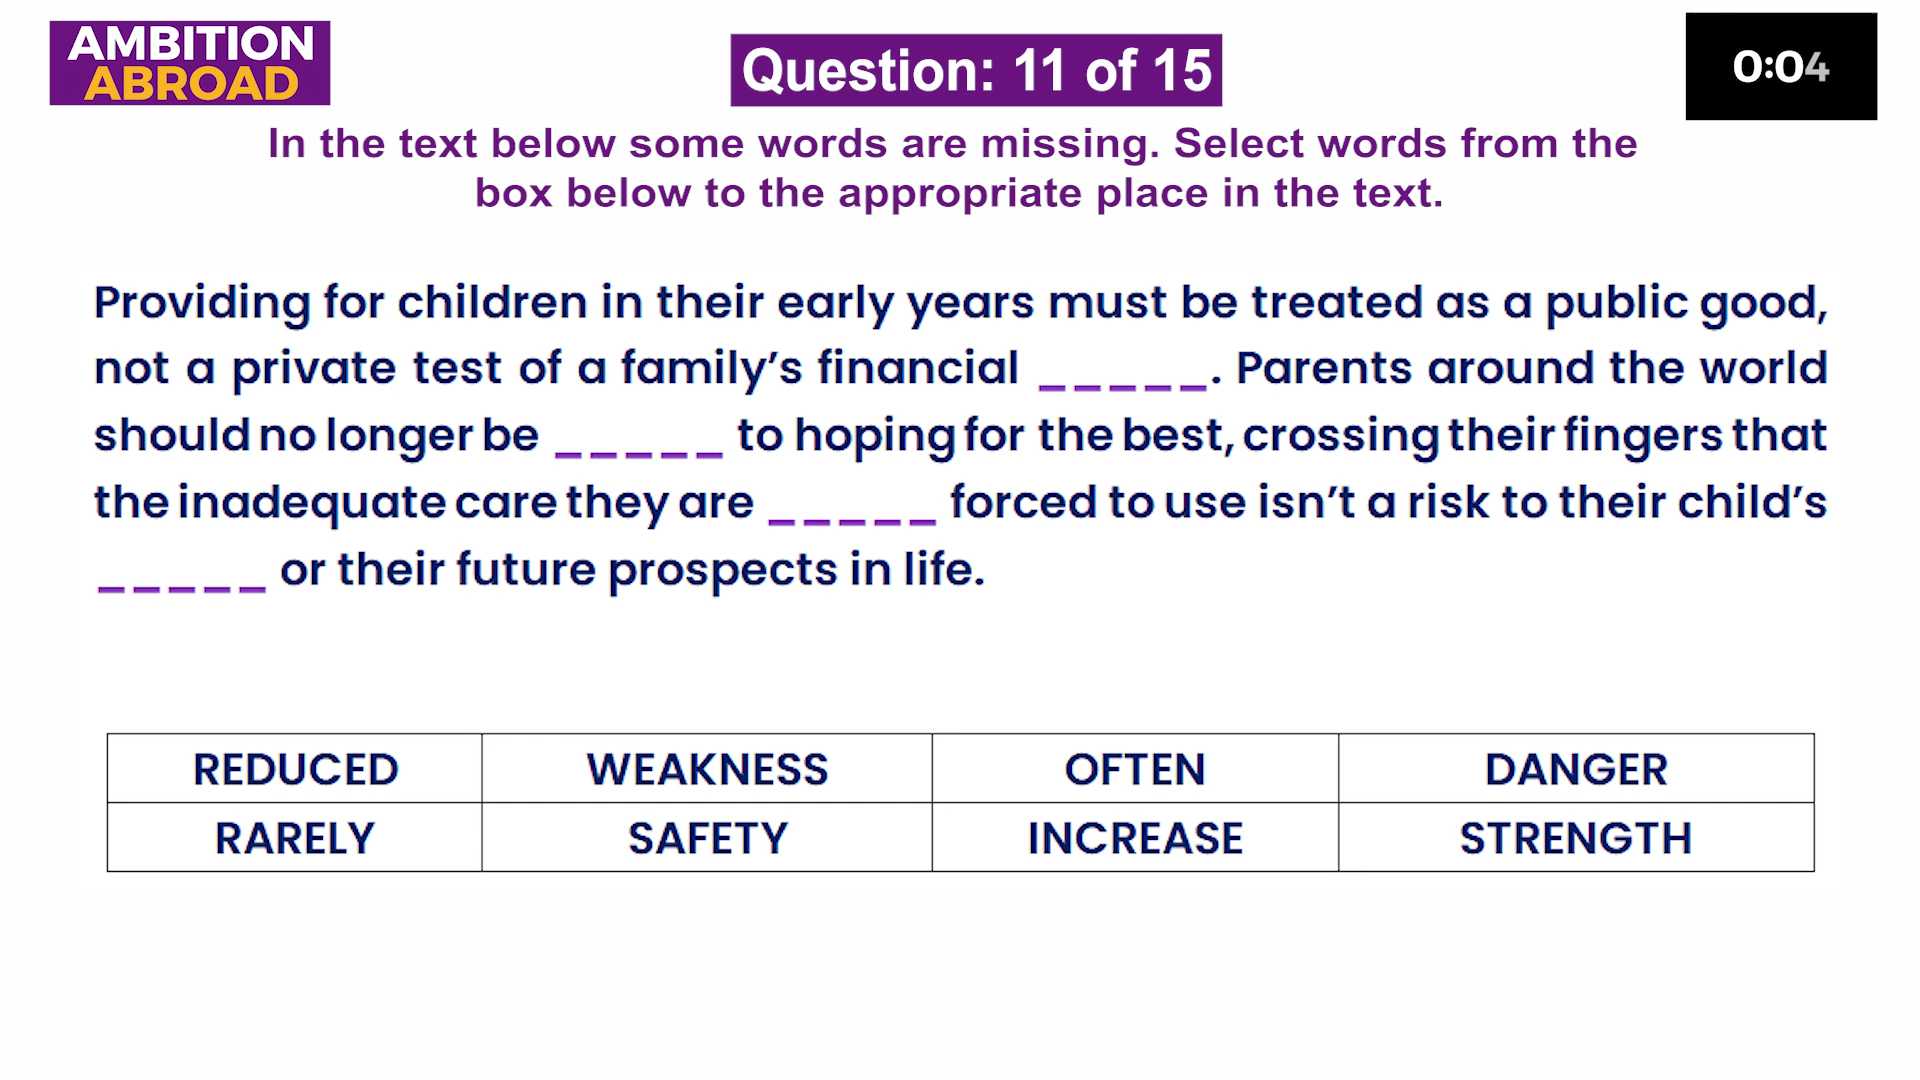 AMBITION
ABROAD
Question: 11 of 15
0:04
In the text below some words are missing. Select words from the
box below to the appropriate place in the text.
Providing for children in their early years must be treated as a public good,
not a private test of a family's financial _____. Parents around the world
should no longer be _____ to hoping for the best, crossing their fingers that
the inadequate care they are _____ forced to use isn't a risk to their child's
_____ or their future prospects in life.
REDUCED WEAKNESS OFTEN DANGER
RARELY SAFETY INCREASE STRENGTH